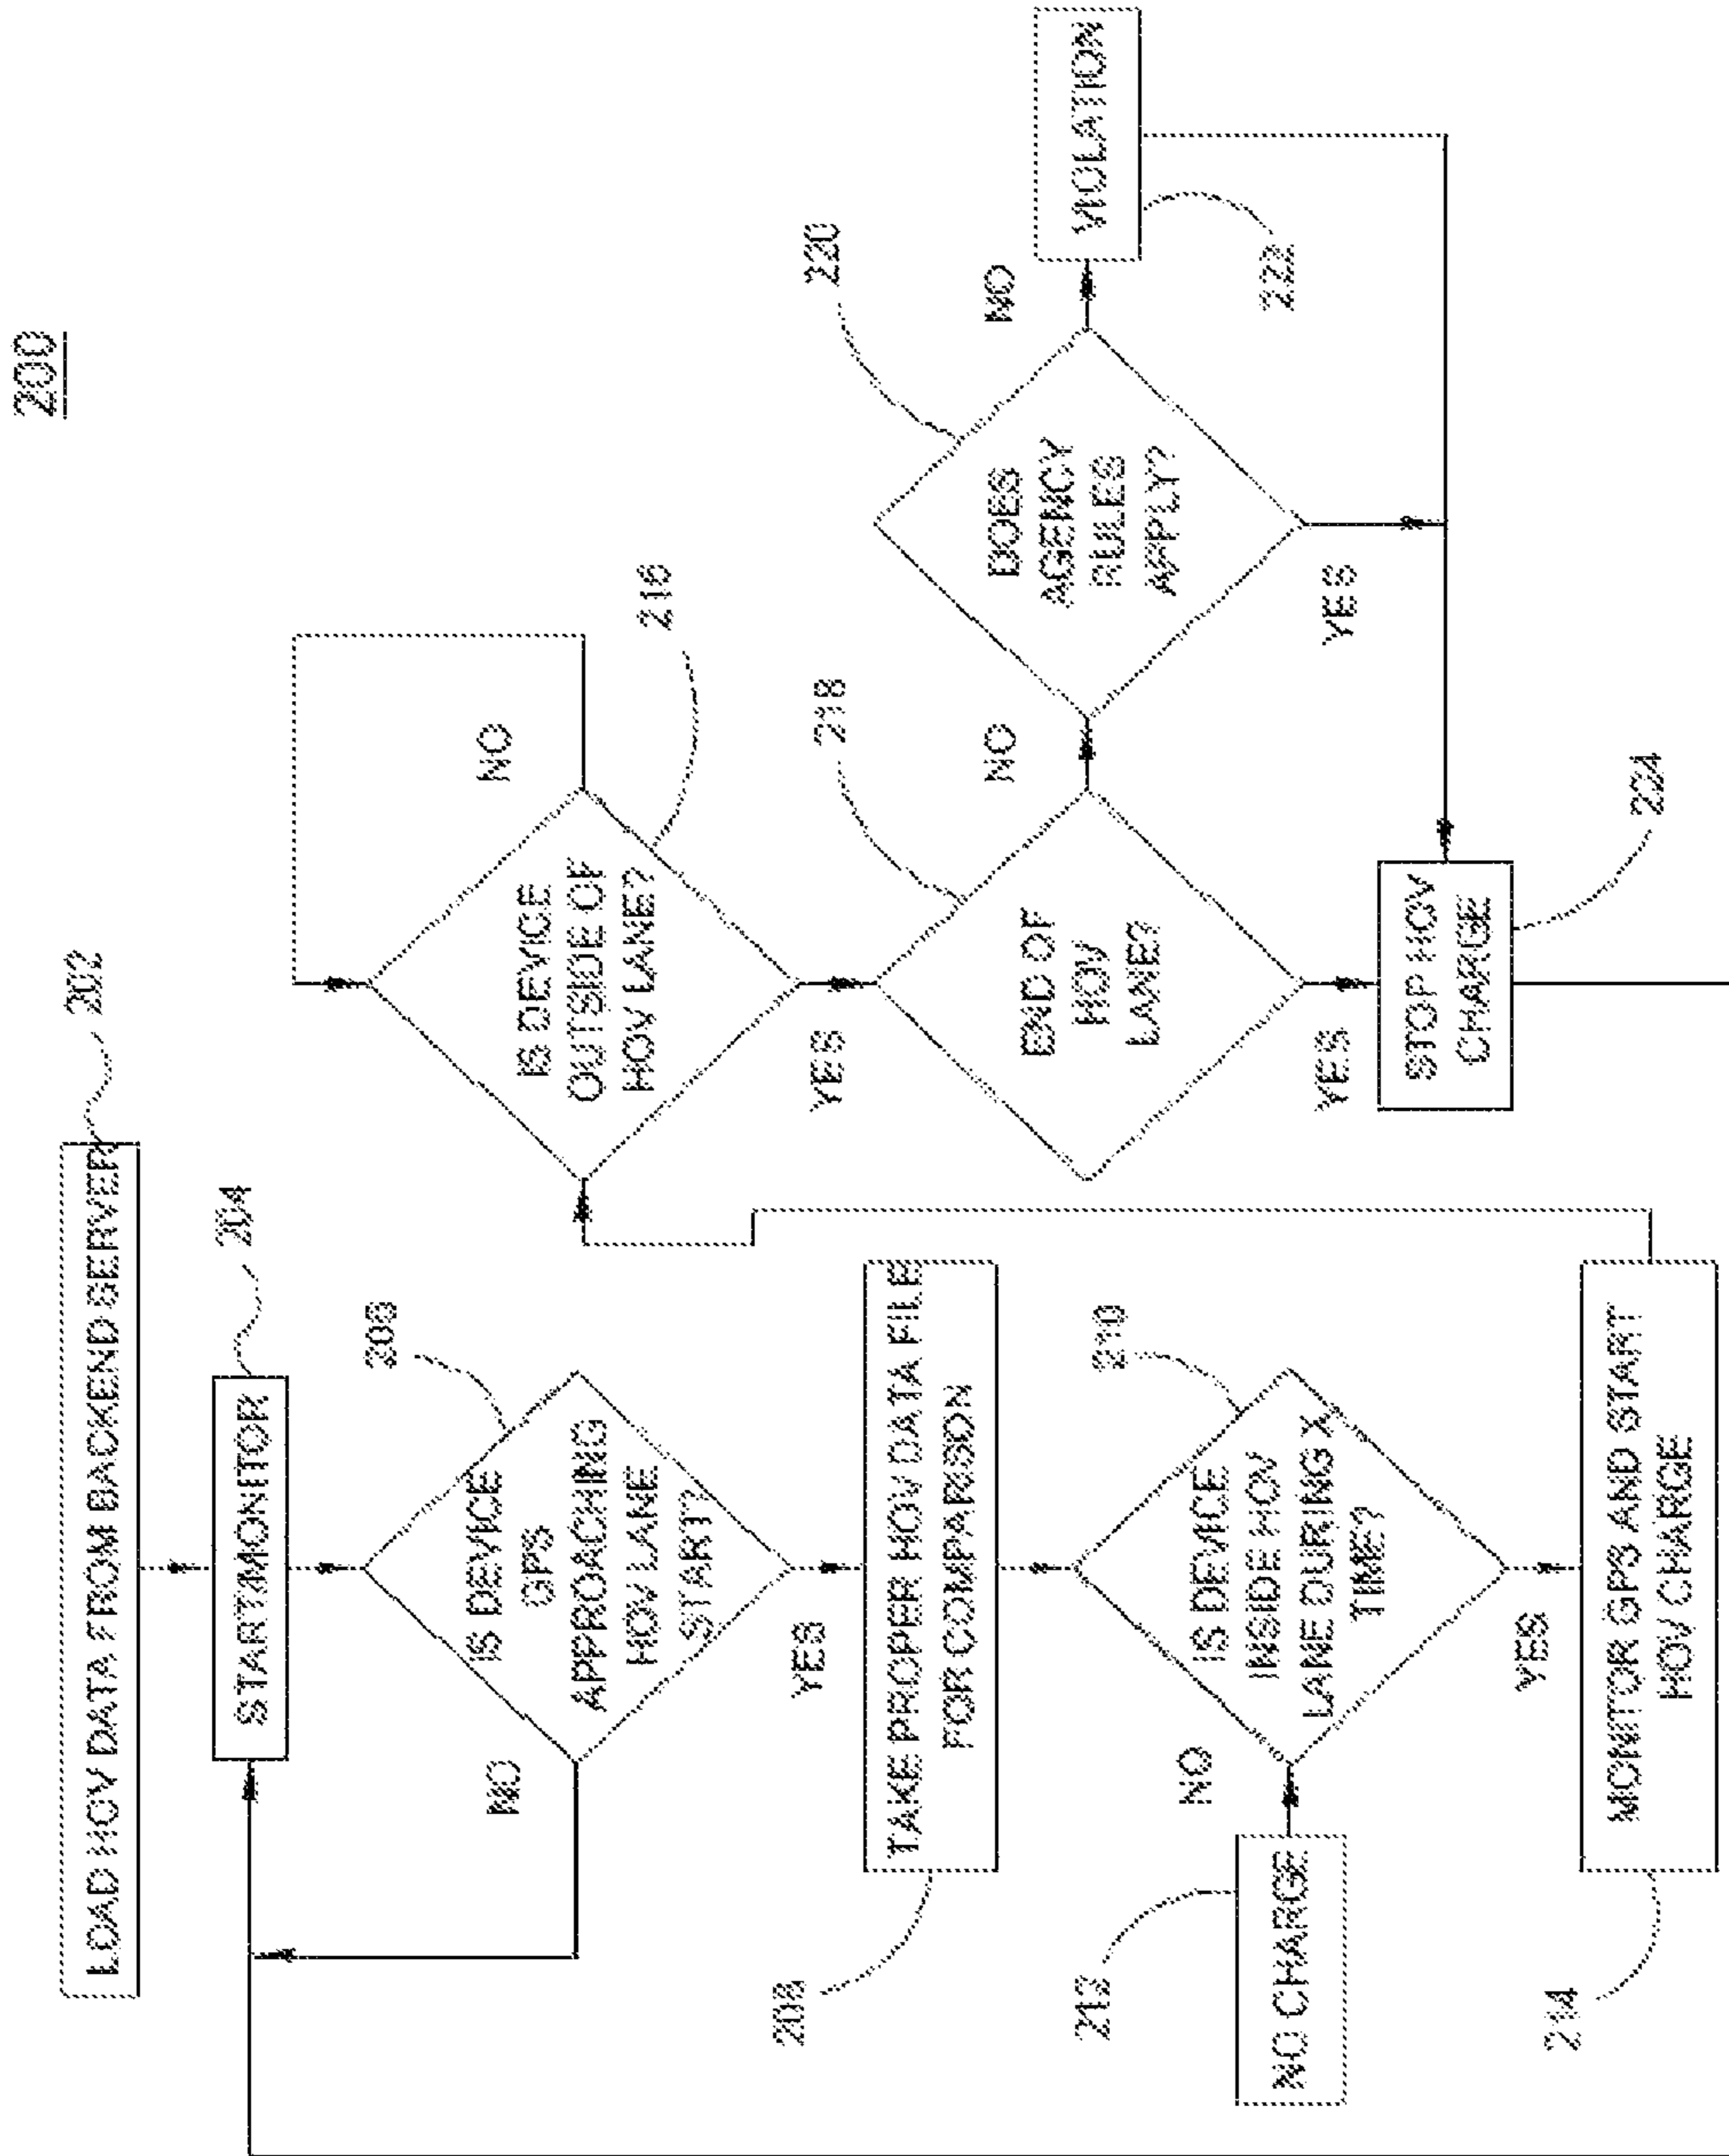 200
LOAD HOV DATA FROM BACKEND SERVER
202
START/MONITOR
204
IS DEVICE
GPS
APPROACHING
HOV LANE
START?
206
NO
YES
TAKE PROPER HOV DATA FILE
FOR COMPARISON
208
IS DEVICE
INSIDE HOV
LANE DURING X
TIME?
210
NO
NO CHARGE
212
YES
MONITOR GPS AND START
HOV CHARGE
214
IS DEVICE
OUTSIDE OF
HOV LANE?
216
NO
YES
END OF
HOV
LANE?
218
NO
YES
DOES
AGENCY
RULES
APPLY?
220
NO
YES
VIOLATION
222
STOP HOV
CHARGE
224